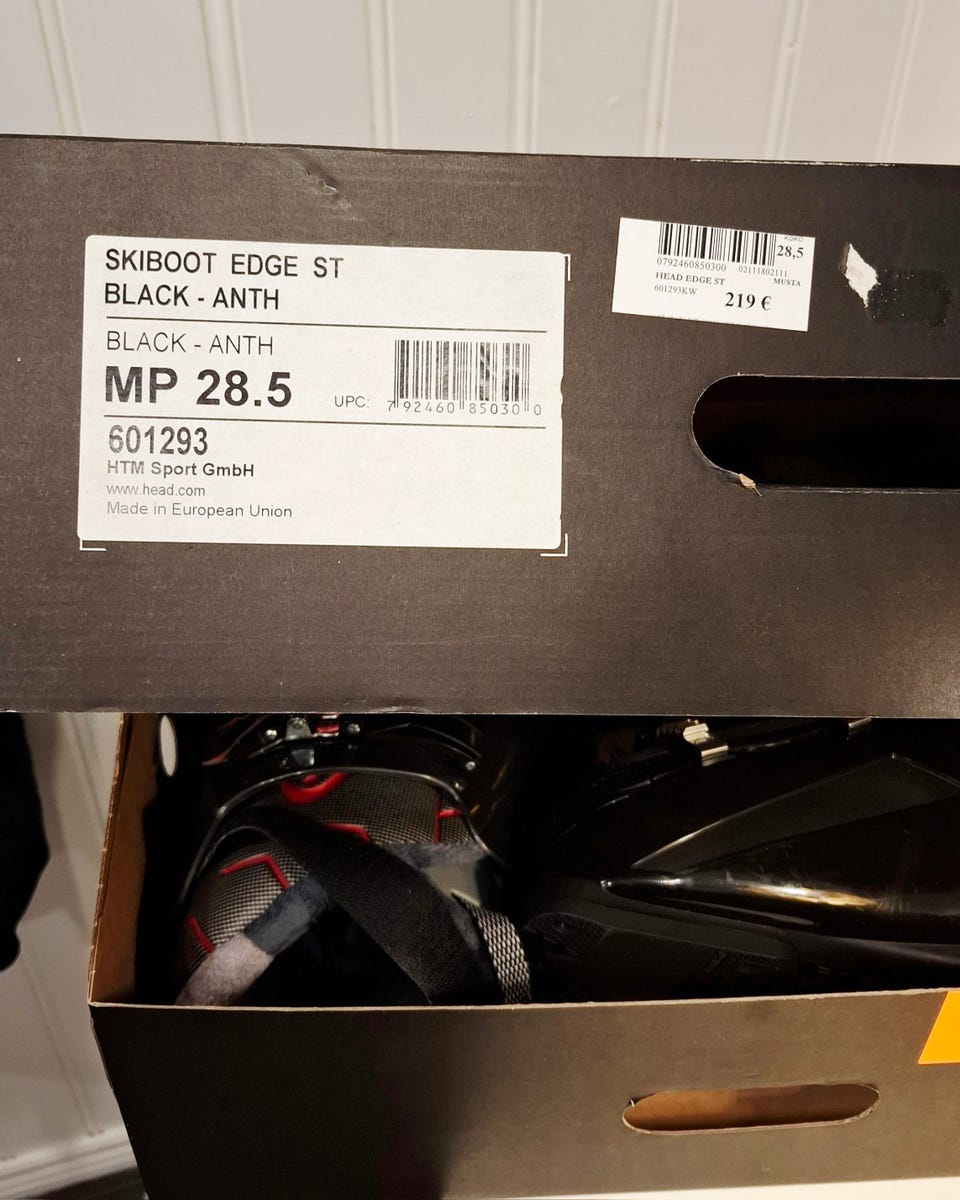 SKIBOOT EDGE ST
BLACK - ANTH
BLACK - ANTH
MP 28.5
UPC: 7 92460 85030 0
601293
HTM Sport GmbH
www.head.com
Made in European Union
KOKO
28,5
0792460850300 02111802111
HEAD EDGE ST MUSTA
601293KW
219 €